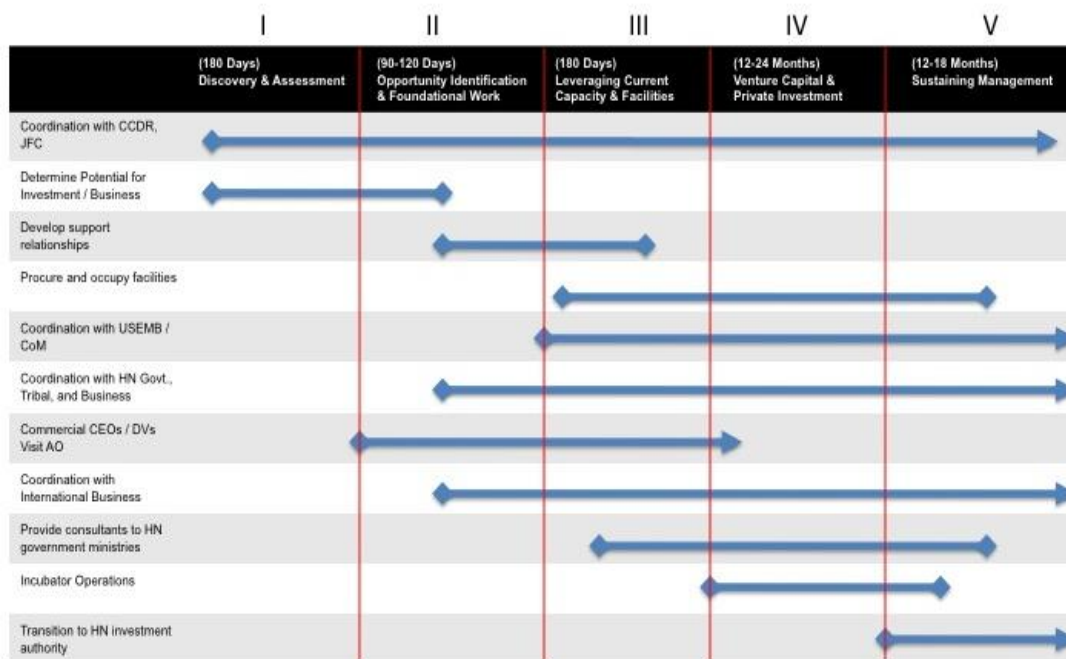 I II III IV V
(180 Days) (90-120 Days) (180 Days) (12-24 Months) (12-18 Months)
Discovery & Assessment Opportunity Identification Leveraging Current Venture Capital & Sustaining Management
& Foundational Work Capacity & Facilities Private Investment
Coordination with CCDR,
JFC
Determine Potential for
Investment / Business
Develop support
relationships
Procure and occupy facilities
Coordination with USEMB /
CoM
Coordination with HN Govt.,
Tribal, and Business
Commercial CEOs / DVs
Visit AO
Coordination with
International Business
Provide consultants to HN
government ministries
Incubator Operations
Transition to HN investment
authority